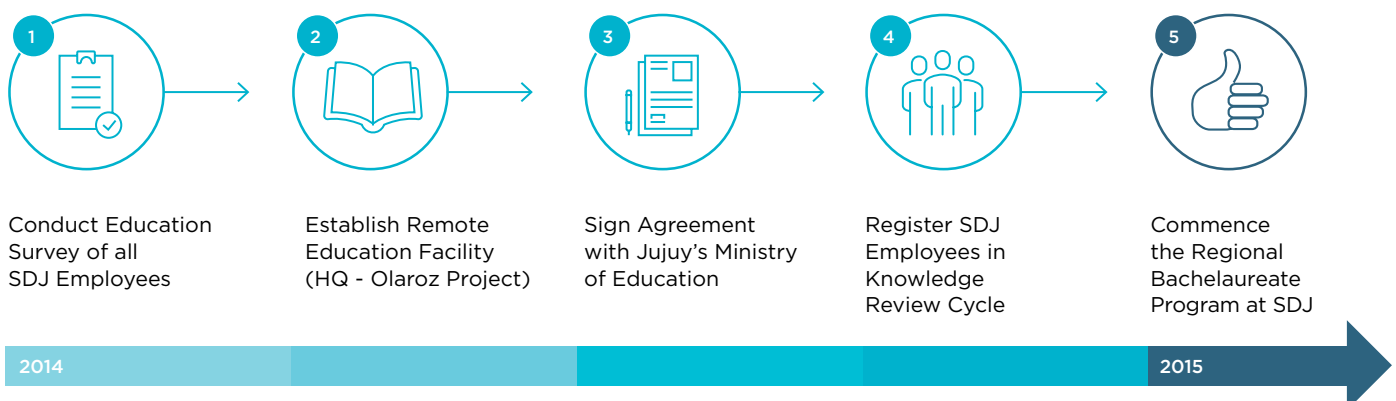 1
2
3
4
5
Conduct Education
Survey of all
SDJ Employees
Establish Remote
Education Facility
(HQ - Olaroz Project)
Sign Agreement
with Jujuy's Ministry
of Education
Register SDJ
Employees in
Knowledge
Review Cycle
Commence
the Regional
Bachelaureate
Program at SDJ
2014
2015